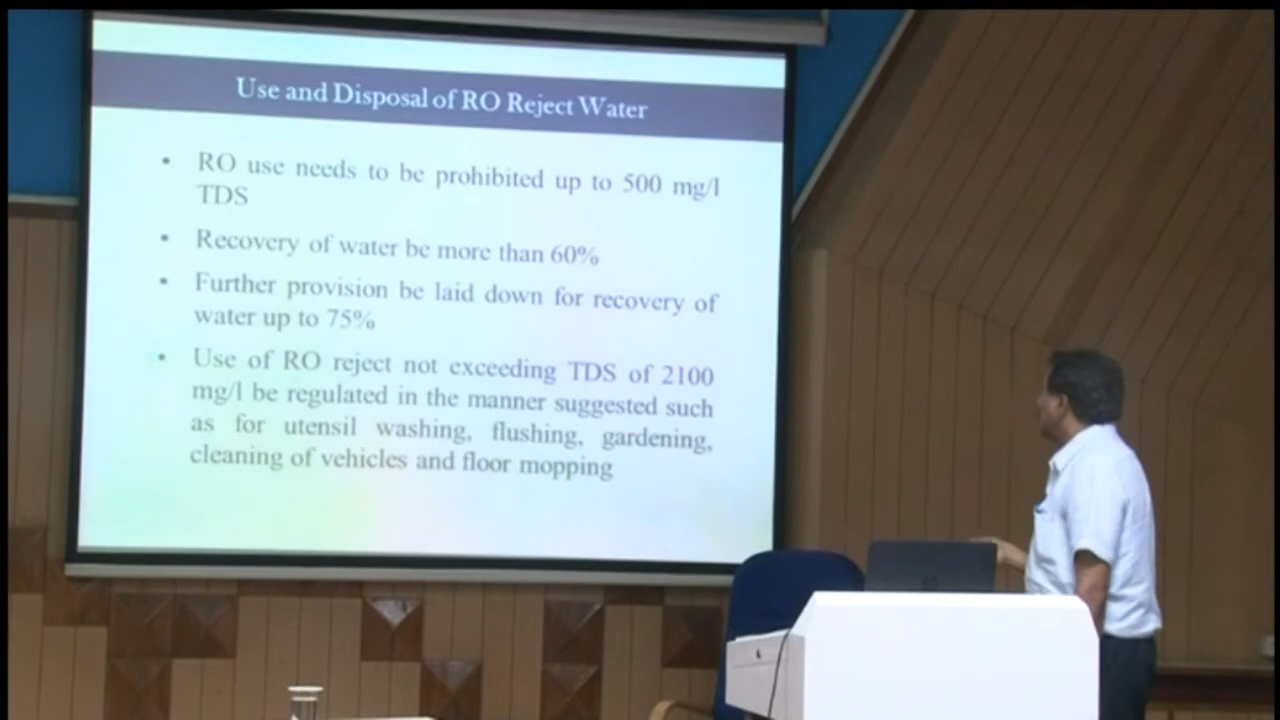 Use and Disposal of RO Reject Water
• RO use needs to be prohibited up to 500 mg/l
TDS
• Recovery of water be more than 60%
• Further provision be laid down for recovery of
water up to 75%
• Use of RO reject not exceeding TDS of 2100
mg/l be regulated in the manner suggested such
as for utensil washing, flushing, gardening,
cleaning of vehicles and floor mopping